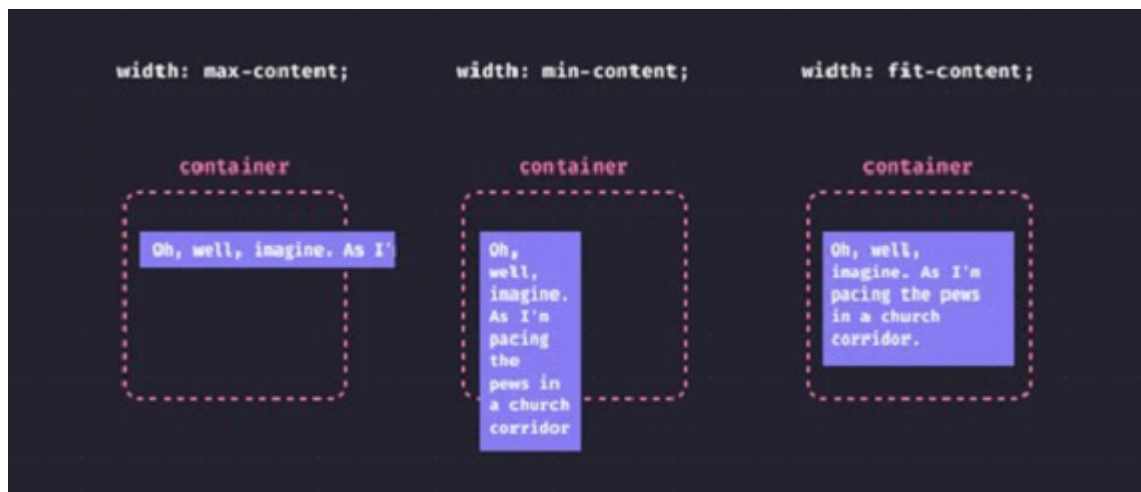 width: max-content;
container
Oh, well, imagine. As I'
width: min-content;
container
Oh,
well,
imagine.
As I'm
pacing
the
pews in
a church
corridor
width: fit-content;
container
Oh, well,
imagine. As I'm
pacing the pews
in a church
corridor.